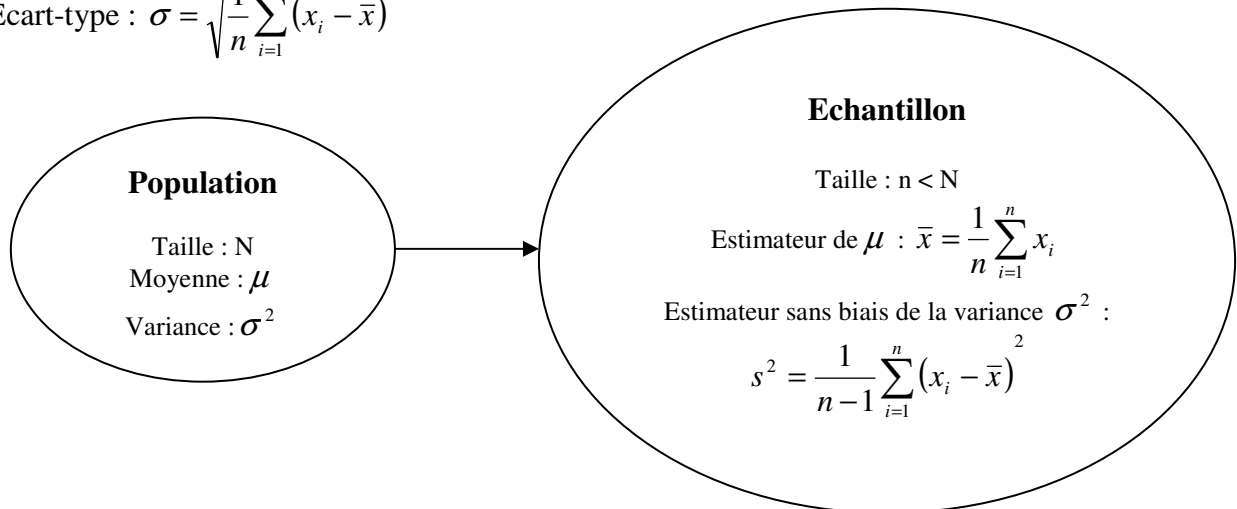 Ecart-type : σ = √(1/n ∑ i=1 (x_i − x̄))
Population
Taille : N
Moyenne : μ
Variance : σ²
Echantillon
Taille : n < N
Estimateur de μ : x̄ = 1/n ∑ i=1 n x_i
Estimateur sans biais de la variance σ² :
s² = 1/(n−1) ∑ i=1 n (x_i − x̄)²